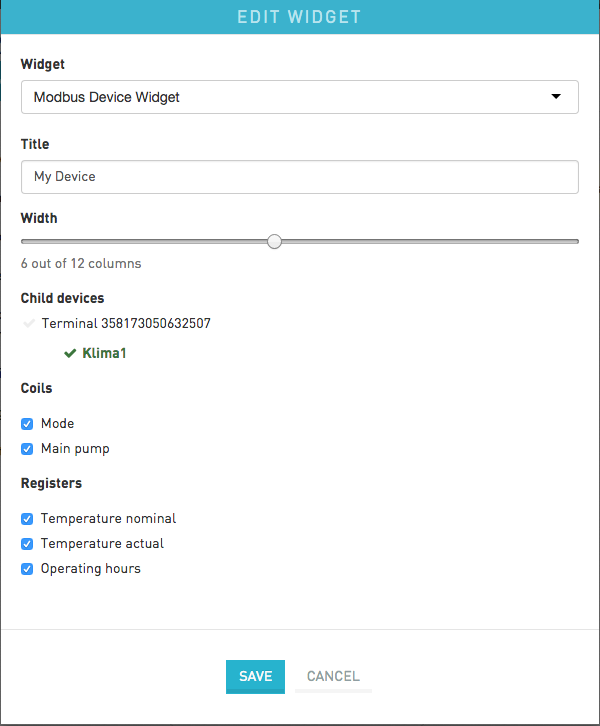 EDIT WIDGET
Widget
Modbus Device Widget
Title
My Device
Width
6 out of 12 columns
Child devices
Terminal 358173050632507
Klima1
Coils
Mode
Main pump
Registers
Temperature nominal
Temperature actual
Operating hours
SAVE CANCEL